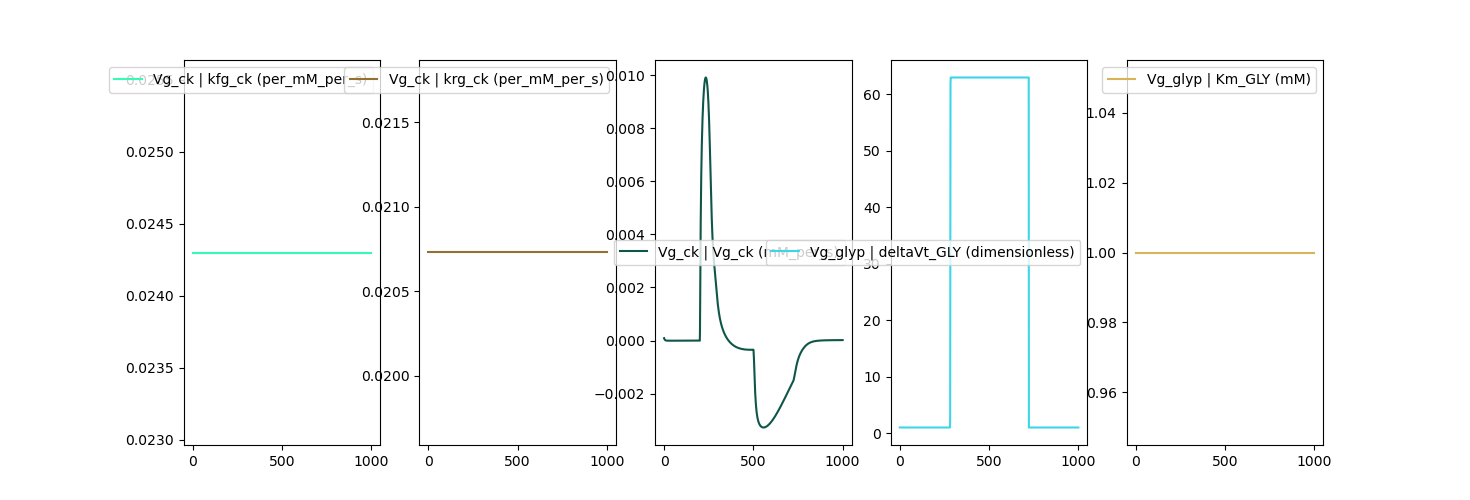 Vg_ck | kfg_ck (per_mM_per_s)
0.0250
0.0245
0.0240
0.0235
0.0230
0 500 1000
Vg_ck | krg_ck (per_mM_per_s)
0.0215
0.0210
0.0205
0.0200
0 500 1000
Vg_ck | Vg_ck (mM_per_s)
0.010
0.008
0.006
0.004
0.002
0.000
−0.002
0 500 1000
Vg_glyp | deltaVt_GLY (dimensionless)
60
50
40
30
20
10
0
0 500 1000
Vg_glyp | Km_GLY (mM)
1.04
1.02
1.00
0.98
0.96
0 500 1000